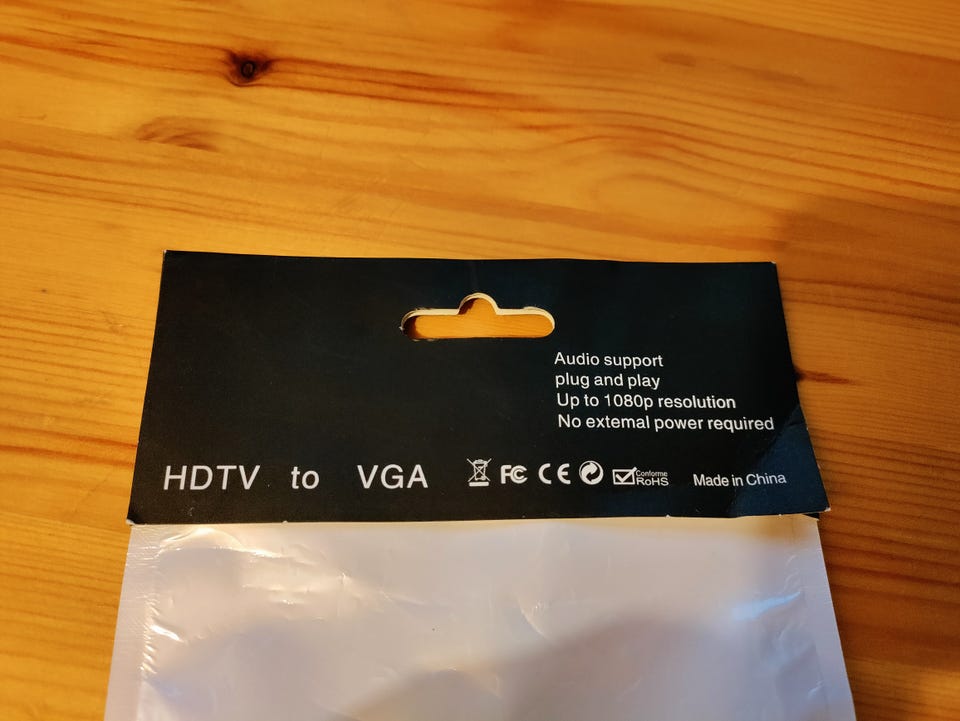 Audio support
plug and play
Up to 1080p resolution
No external power required
HDTV to VGA FC CE Conforme RoHS Made in China